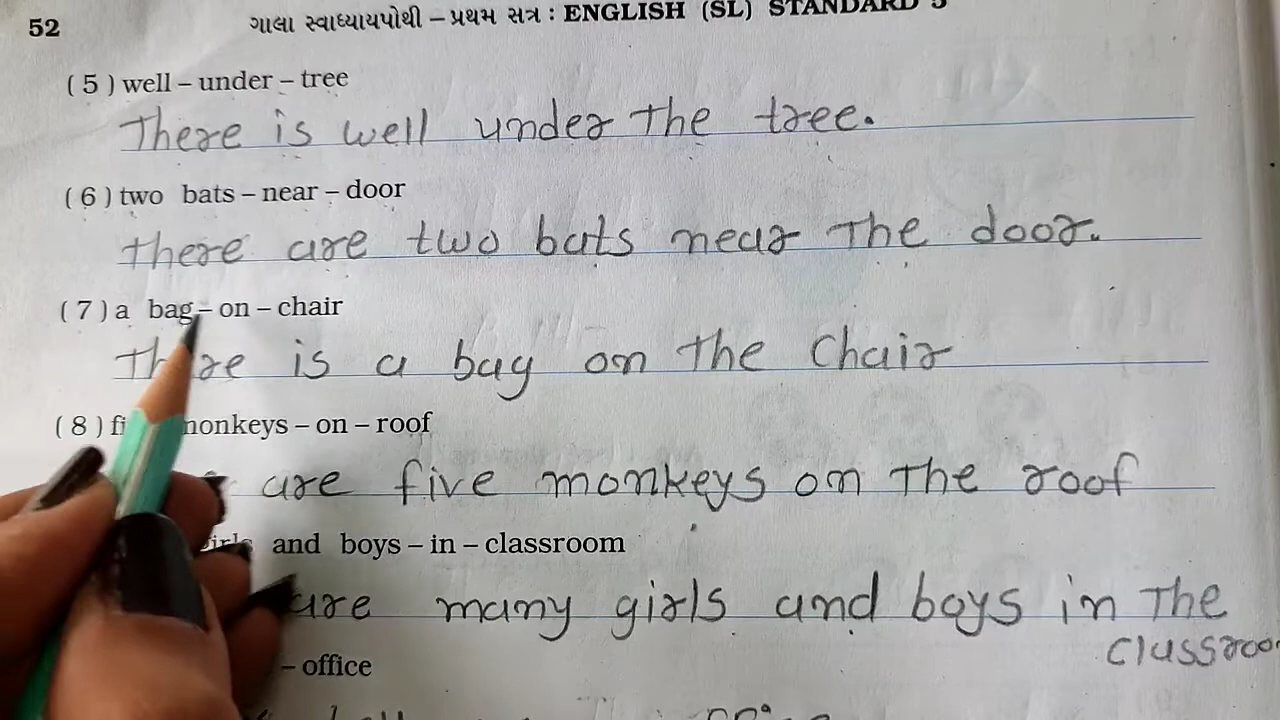 52 ગાલા સ્વાધ્યાયપોથી – પ્રથમ સત્ર : ENGLISH (SL) STANDARD 5
( 5 ) well – under – tree
There is well under The tree.
( 6 ) two bats – near – door
there are two bats near The door.
( 7 ) a bag – on – chair
is a bag on The Chair
( 8 ) monkeys – on – roof
are five monkeys on The roof
and boys – in – classroom
are many girls and boys in The
– office